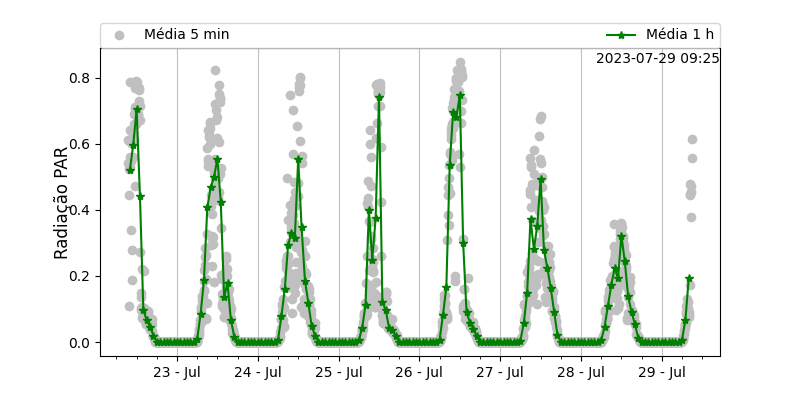 Média 5 min
Média 1 h
2023-07-29 09:25
Radiação PAR
0.8
0.6
0.4
0.2
0.0
23 - Jul
24 - Jul
25 - Jul
26 - Jul
27 - Jul
28 - Jul
29 - Jul